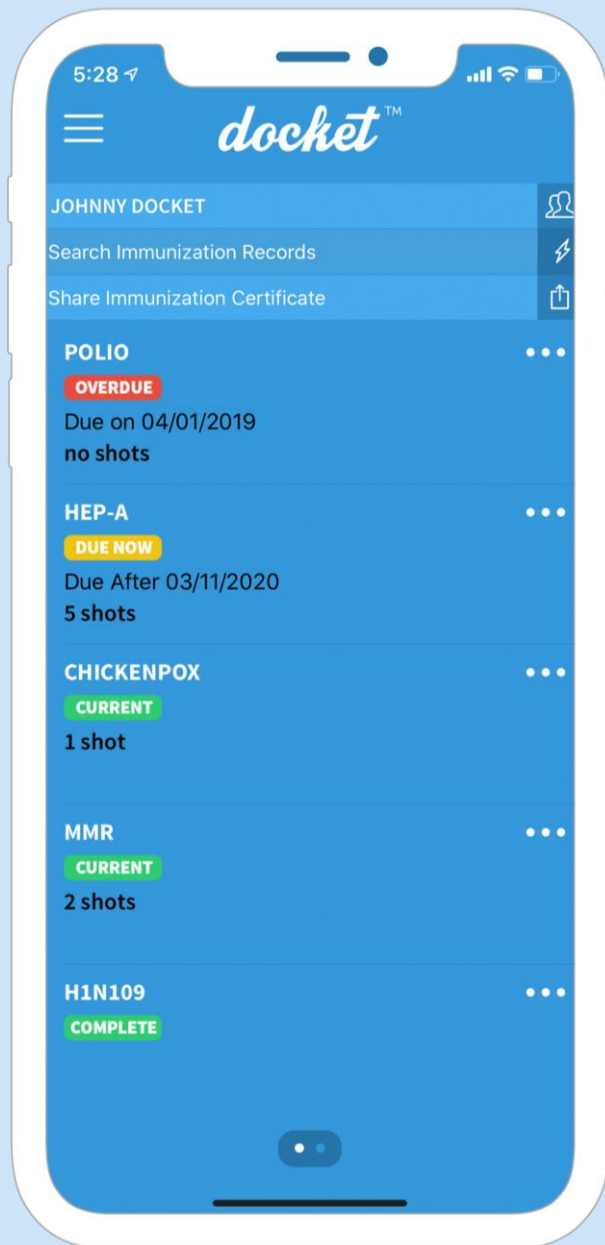 5:28
docket™
JOHNNY DOCKET
Search Immunization Records
Share Immunization Certificate
POLIO
OVERDUE
Due on 04/01/2019
no shots
HEP-A
DUE NOW
Due After 03/11/2020
5 shots
CHICKENPOX
CURRENT
1 shot
MMR
CURRENT
2 shots
H1N109
COMPLETE